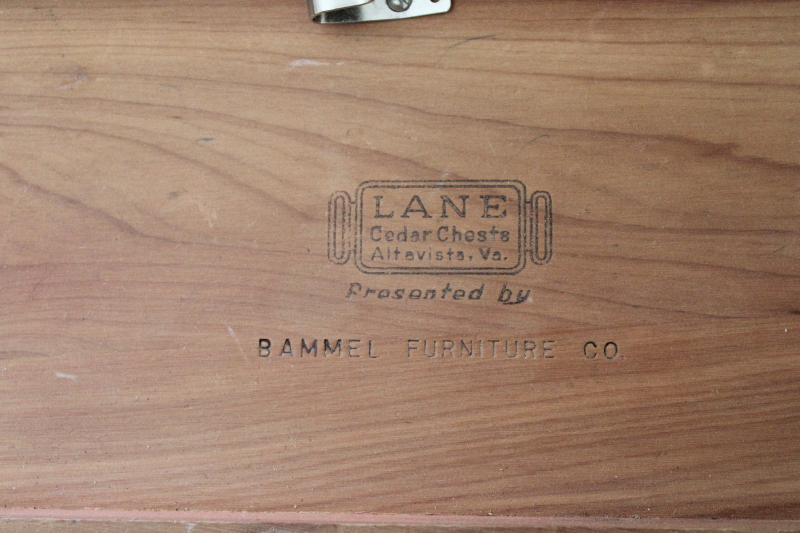 LANE
Cedar Chests
Altavista, Va.
Presented by
BAMMEL FURNITURE CO.